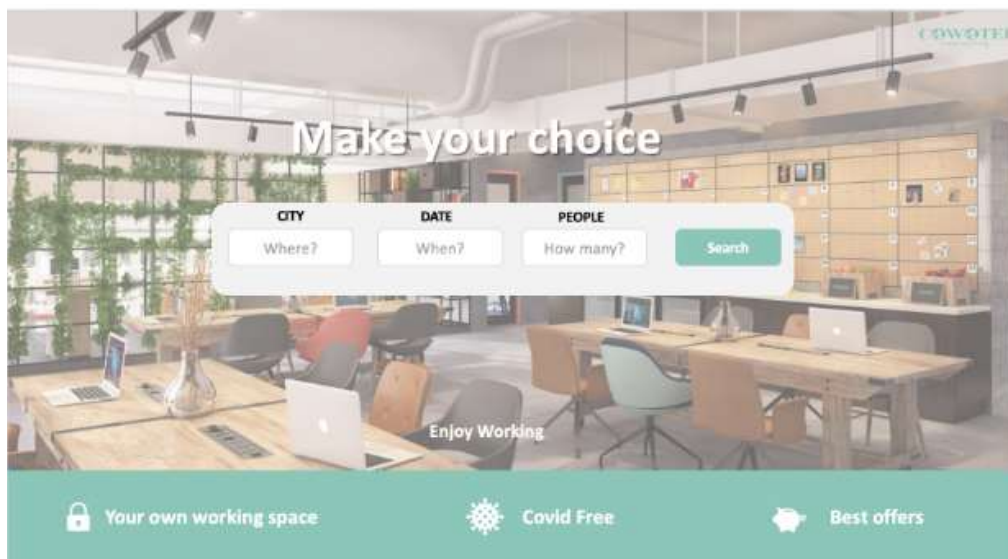 COWOTEL
Make your choice
CITY DATE PEOPLE
Where? When? How many? Search
Enjoy Working
Your own working space Covid Free Best offers